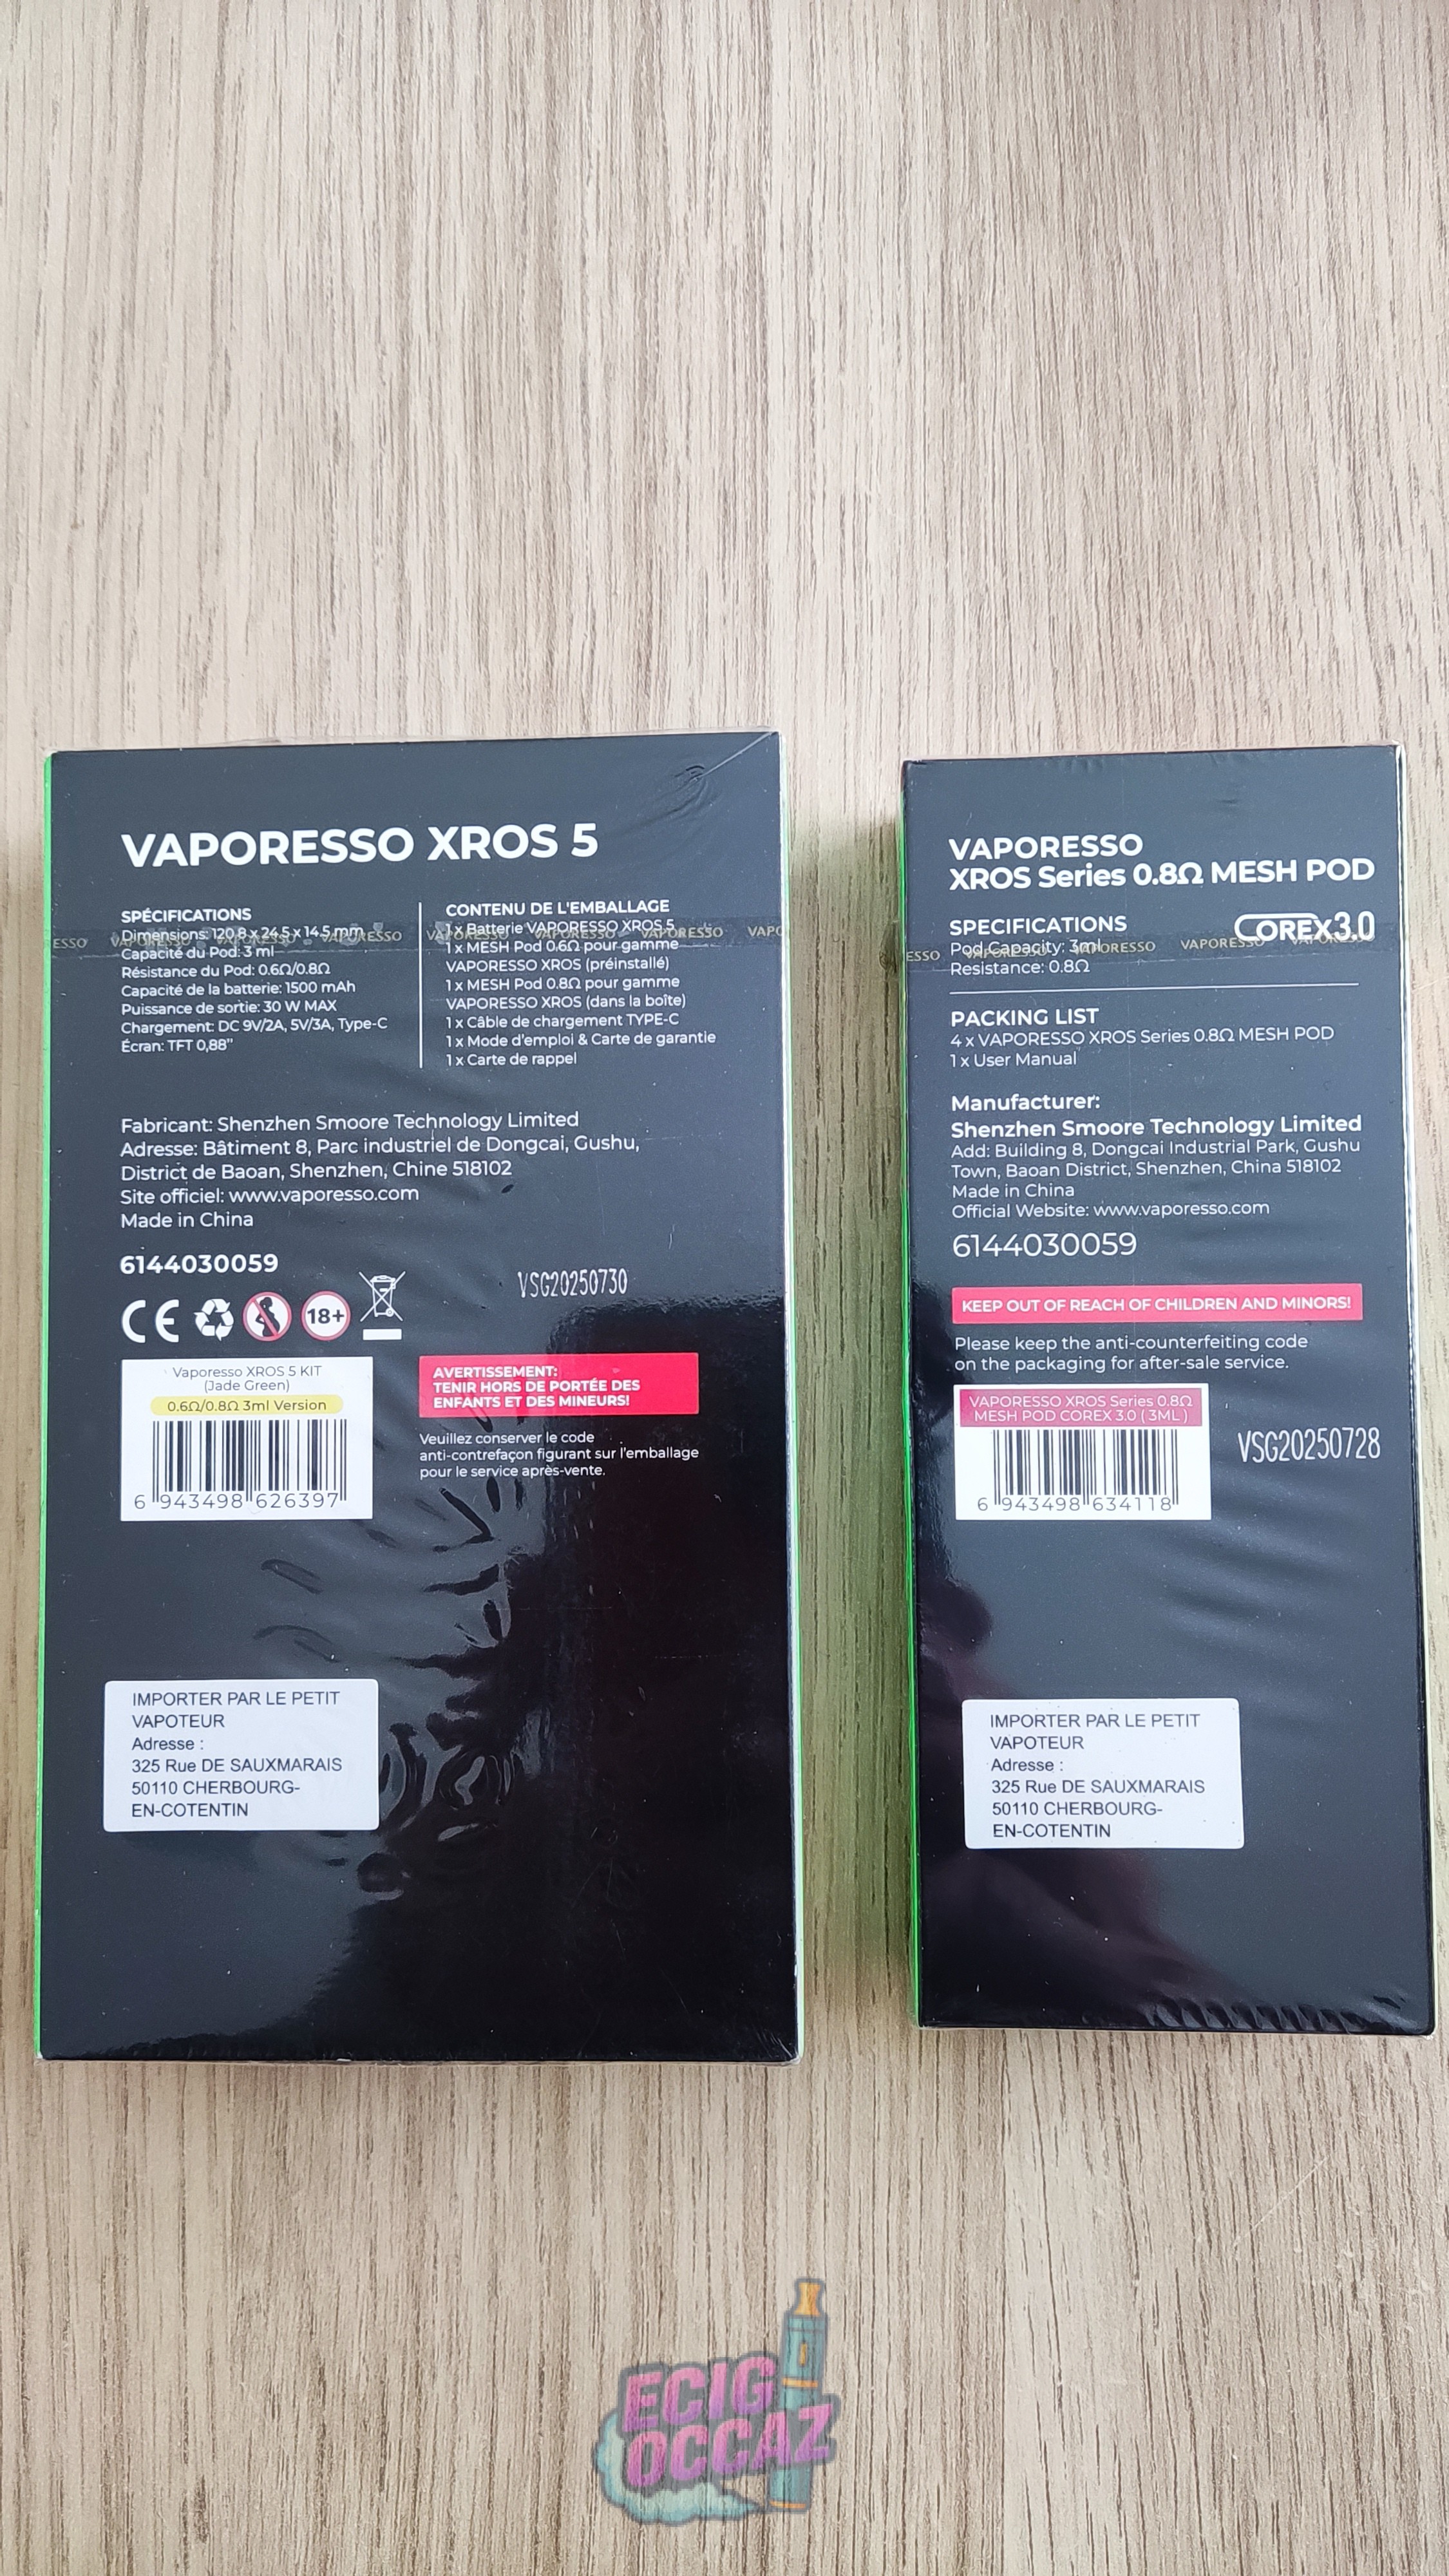 VAPORESSO XROS 5
SPÉCIFICATIONS
Dimensions: 120.8 x 24.5 x 14.5 mm
Capacité du Pod: 3 ml
Résistance du Pod: 0.6Ω/0.8Ω
Capacité de la batterie: 1500 mAh
Puissance de sortie: 30 W MAX
Chargement: DC 9V/2A, 5V/3A, Type-C
Écran: TFT 0,88"
CONTENU DE L'EMBALLAGE
1 x Batterie VAPORESSO XROS 5
1 x MESH Pod 0.6Ω pour gamme
VAPORESSO XROS (préinstallé)
1 x MESH Pod 0.8Ω pour gamme
VAPORESSO XROS (dans la boîte)
1 x Câble de chargement TYPE-C
1 x Mode d'emploi & Carte de garantie
1 x Carte de rappel
ESSO VAPORESSO VAPORESSO VAPORESSO VAPORESSO VAPORESSO VAPORESSO VAPO
Fabricant: Shenzhen Smoore Technology Limited
Adresse: Bâtiment 8, Parc industriel de Dongcai, Gushu,
District de Baoan, Shenzhen, Chine 518102
Site officiel: www.vaporesso.com
Made in China
6144030059
VSG20250730
CE
18+
Vaporesso XROS 5 KIT
(Jade Green)
0.6Ω/0.8Ω 3ml Version
6 943498 626397
AVERTISSEMENT:
TENIR HORS DE PORTÉE DES
ENFANTS ET DES MINEURS!
Veuillez conserver le code
anti-contrefaçon figurant sur l'emballage
pour le service après-vente.
IMPORTER PAR LE PETIT
VAPOTEUR
Adresse :
325 Rue DE SAUXMARAIS
50110 CHERBOURG-
EN-COTENTIN
VAPORESSO
XROS Series 0.8Ω MESH POD
SPECIFICATIONS
Pod Capacity: 3ml
Resistance: 0.8Ω
COREX3.0
ESSO VAPORESSO VAPORESSO VAPORESSO VAPORESSO
PACKING LIST
4 x VAPORESSO XROS Series 0.8Ω MESH POD
1 x User Manual
Manufacturer:
Shenzhen Smoore Technology Limited
Add: Building 8, Dongcai Industrial Park, Gushu
Town, Baoan District, Shenzhen, China 518102
Made in China
Official Website: www.vaporesso.com
6144030059
KEEP OUT OF REACH OF CHILDREN AND MINORS!
Please keep the anti-counterfeiting code
on the packaging for after-sale service.
VAPORESSO XROS Series 0.8Ω
MESH POD COREX 3.0 ( 3ML )
6 943498 634118
VSG20250728
IMPORTER PAR LE PETIT
VAPOTEUR
Adresse :
325 Rue DE SAUXMARAIS
50110 CHERBOURG-
EN-COTENTIN
ECIG
OCCAZ